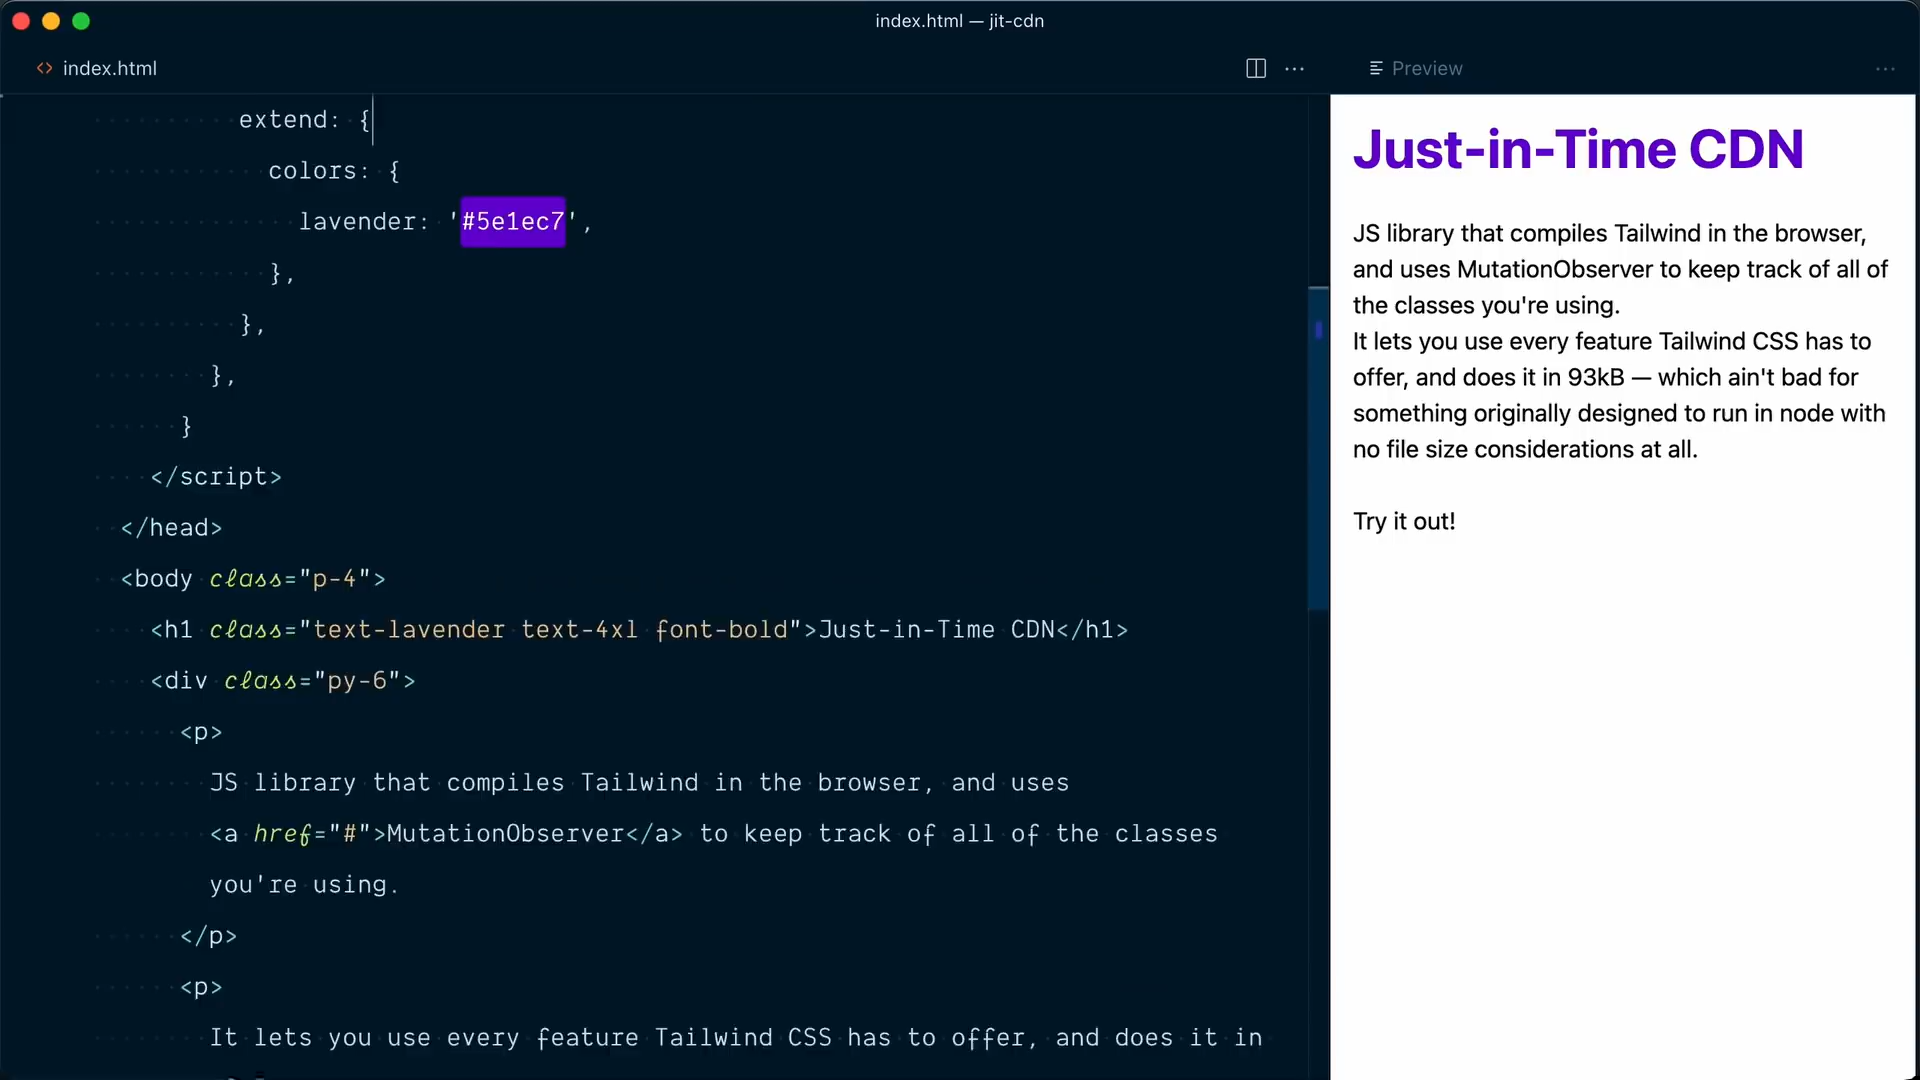 index.html — jit-cdn
<> index.html
Preview
extend: {
colors: {
lavender: '#5e1ec7',
},
},
},
}
</script>
</head>
<body class="p-4">
<h1 class="text-lavender text-4xl font-bold">Just-in-Time CDN</h1>
<div class="py-6">
<p>
JS library that compiles Tailwind in the browser, and uses
<a href="#">MutationObserver</a> to keep track of all of the classes
you're using.
</p>
<p>
It lets you use every feature Tailwind CSS has to offer, and does it in
Just-in-Time CDN
JS library that compiles Tailwind in the browser,
and uses MutationObserver to keep track of all of
the classes you're using.
It lets you use every feature Tailwind CSS has to
offer, and does it in 93kB — which ain't bad for
something originally designed to run in node with
no file size considerations at all.
Try it out!